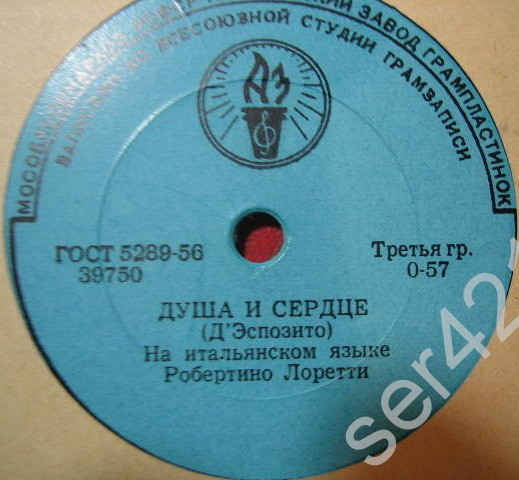 ЗАВОД ГРАМПЛАСТИНОК
ВСЕСОЮЗНОЙ СТУДИИ ГРАМЗАПИСИ
АЗ
ГОСТ 5289-56
39750
Третья гр.
0-57
ДУША И СЕРДЦЕ
(Д'Эспозито)
На итальянском языке
Робертино Лоретти
ser42